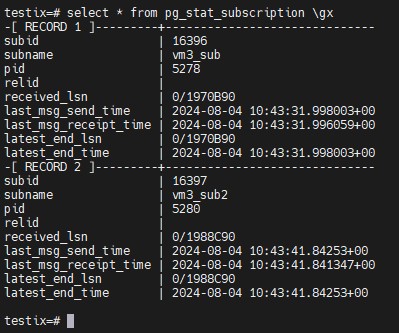 testix=# select * from pg_stat_subscription \gx
-[ RECORD 1 ]---------+------------------------------
subid                 | 16396
subname               | vm3_sub
pid                   | 5278
relid                 |
received_lsn          | 0/1970B90
last_msg_send_time    | 2024-08-04 10:43:31.998003+00
last_msg_receipt_time | 2024-08-04 10:43:31.996059+00
latest_end_lsn        | 0/1970B90
latest_end_time       | 2024-08-04 10:43:31.998003+00
-[ RECORD 2 ]---------+------------------------------
subid                 | 16397
subname               | vm3_sub2
pid                   | 5280
relid                 |
received_lsn          | 0/1988C90
last_msg_send_time    | 2024-08-04 10:43:41.84253+00
last_msg_receipt_time | 2024-08-04 10:43:41.841347+00
latest_end_lsn        | 0/1988C90
latest_end_time       | 2024-08-04 10:43:41.84253+00
testix=#